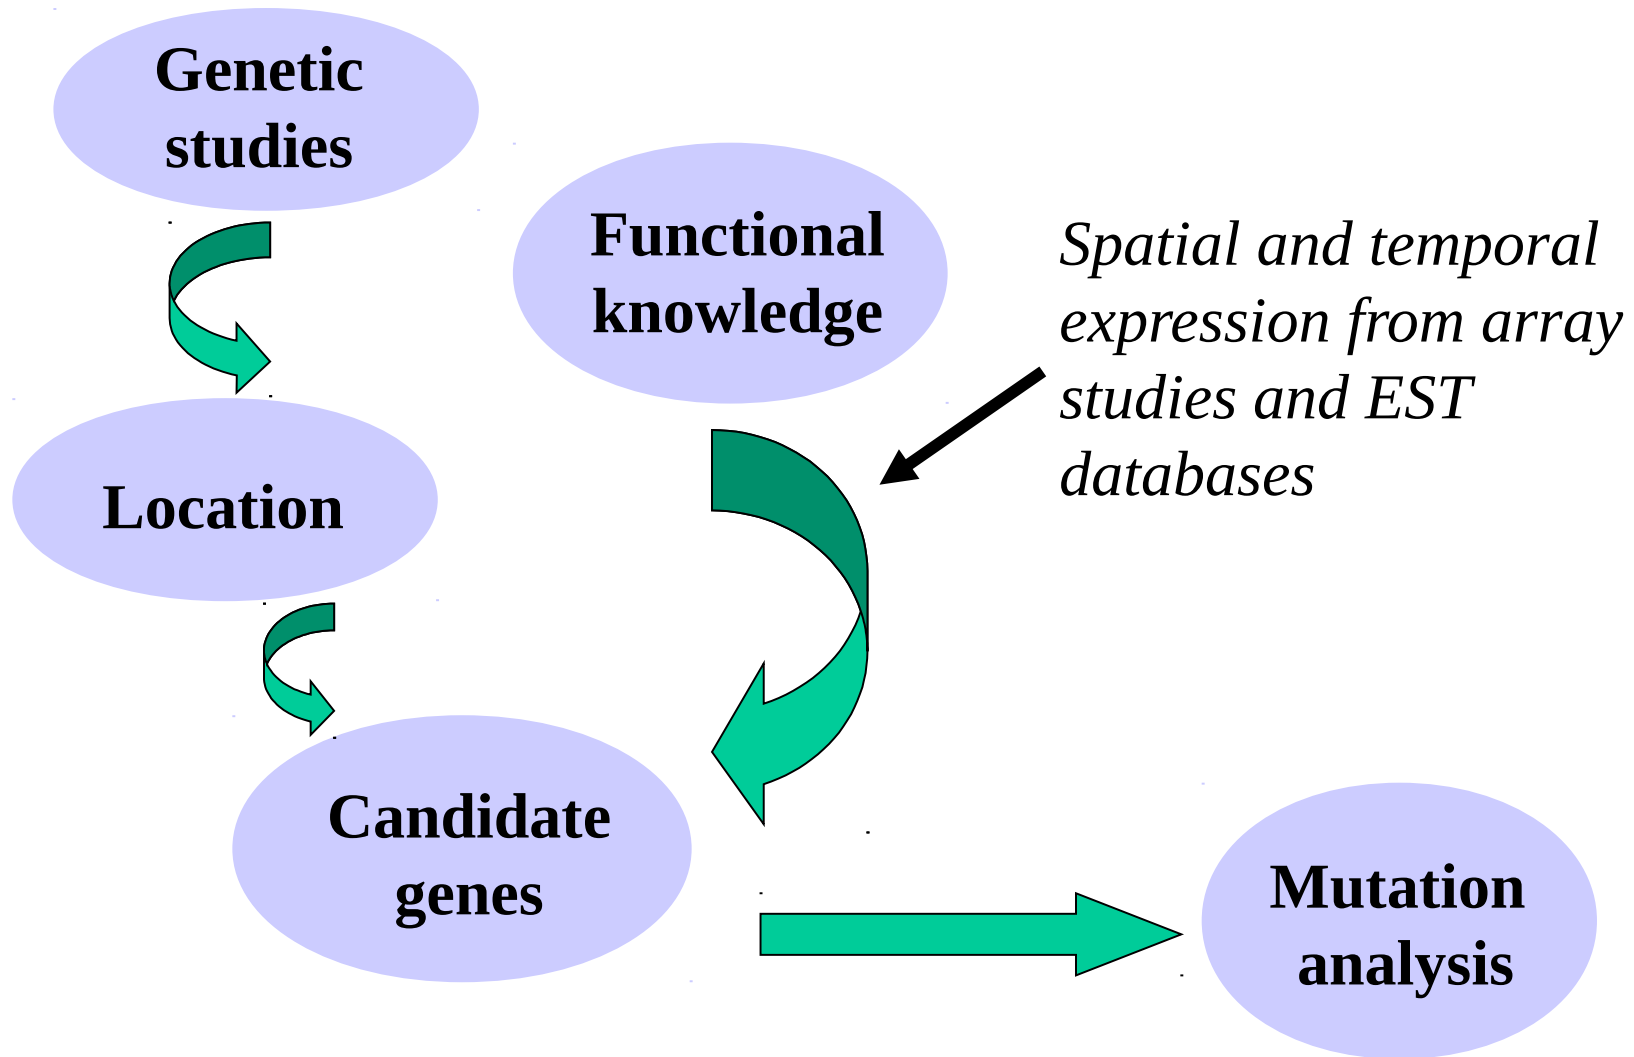 Genetic
studies
Functional
knowledge
Spatial and temporal
expression from array
studies and EST
databases
Location
Candidate
genes
Mutation
analysis